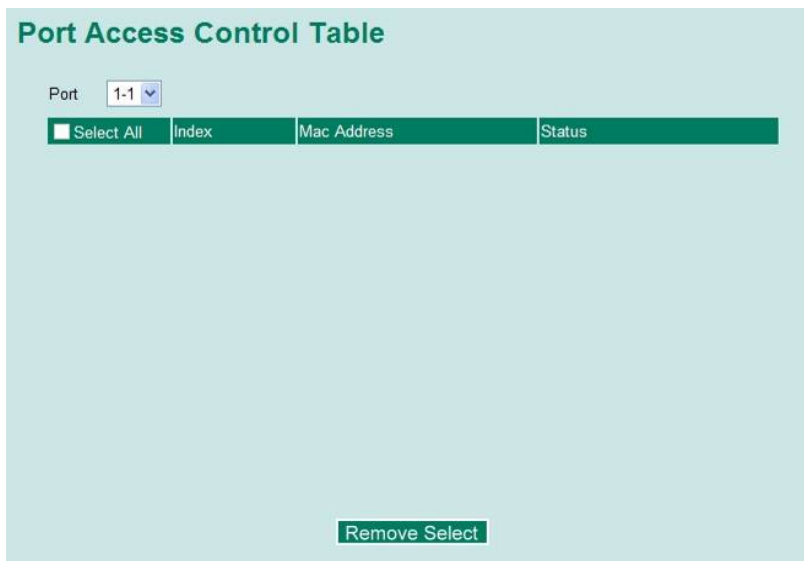 Port Access Control Table
Port 1-1
Select All Index Mac Address Status
Remove Select